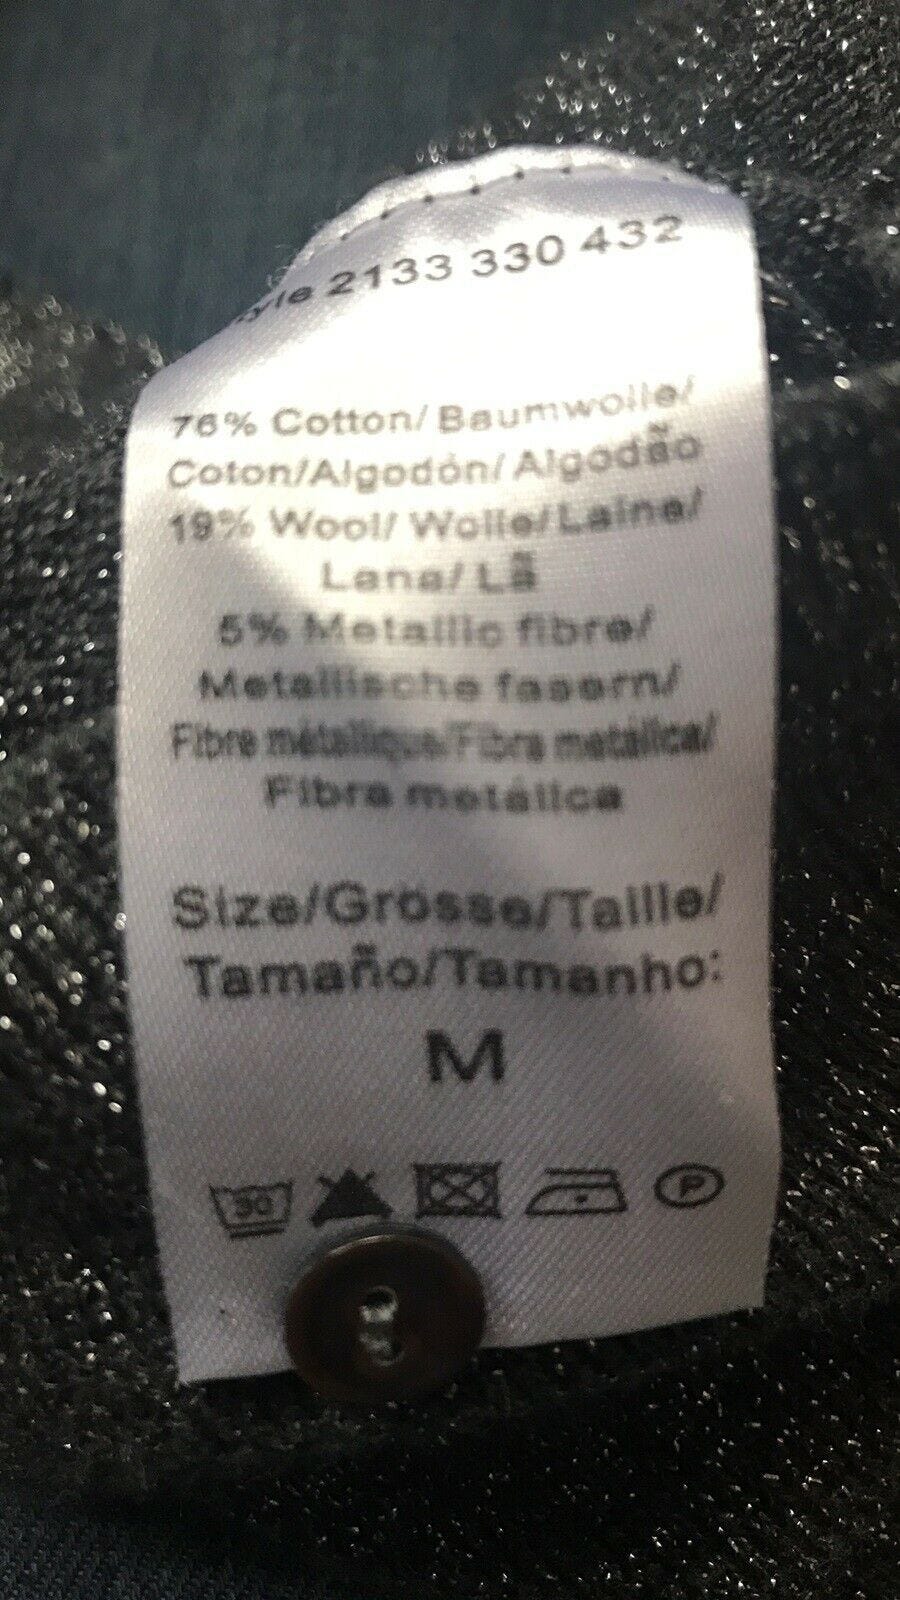 2133 330 432
76% Cotton/Baumwolle/
Coton/Algodón/Algodão
19% Wool/Wolle/Laine/
Lana/Lã
5% Metallic fibre/
Metallische fasern/
Fibre métallique/Fibra metálica/
Fibra metálica
Size/Grösse/Taille/
Tamaño/Tamanho:
M
30
P